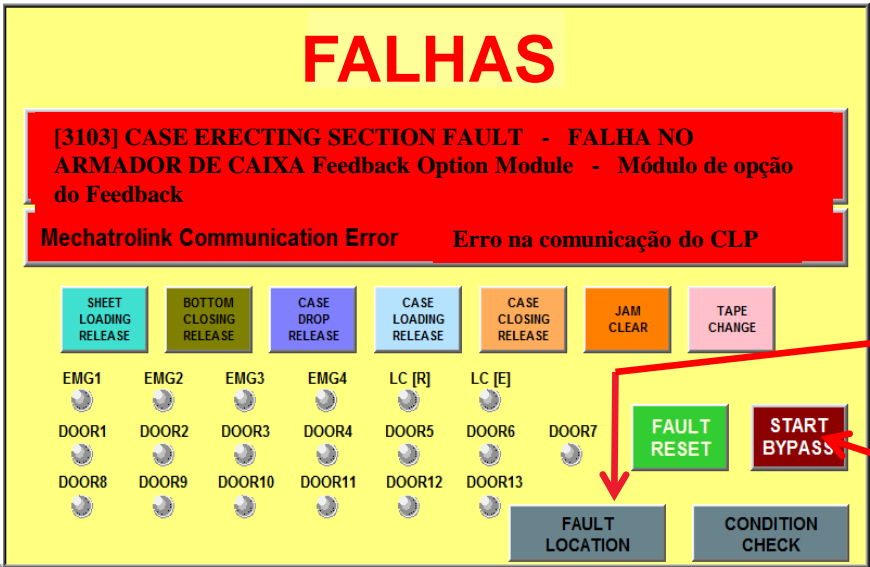 FALHAS
[3103] CASE ERECTING SECTION FAULT - FALHA NO
ARMADOR DE CAIXA Feedback Option Module - Módulo de opção
do Feedback
Mechatrolink Communication Error Erro na comunicação do CLP
SHEET
LOADING
RELEASE
BOTTOM
CLOSING
RELEASE
CASE
DROP
RELEASE
CASE
LOADING
RELEASE
CASE
CLOSING
RELEASE
JAM
CLEAR
TAPE
CHANGE
EMG1 EMG2 EMG3 EMG4 LC [R] LC [E]
DOOR1 DOOR2 DOOR3 DOOR4 DOOR5 DOOR6 DOOR7
FAULT
RESET
START
BYPASS
DOOR8 DOOR9 DOOR10 DOOR11 DOOR12 DOOR13
FAULT
LOCATION
CONDITION
CHECK